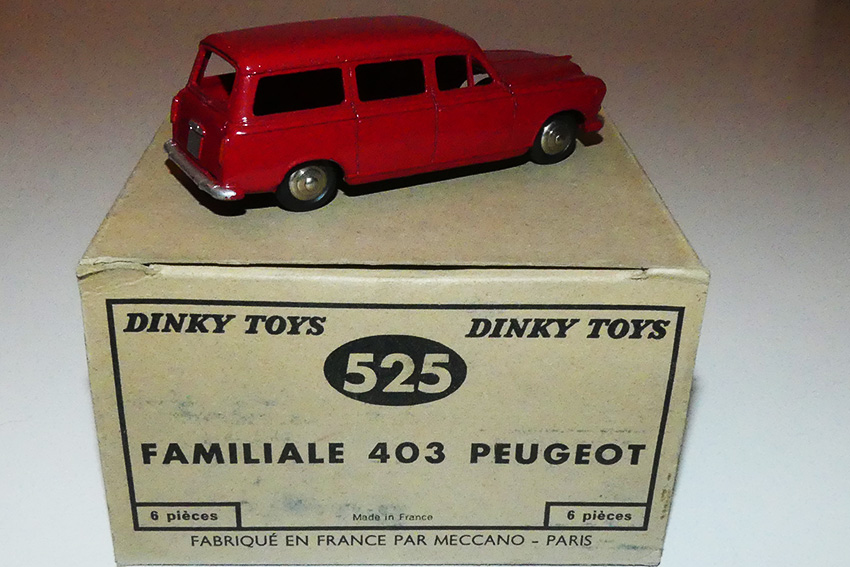 DINKY TOYS DINKY TOYS
525
FAMILIALE 403 PEUGEOT
6 pièces Made in France 6 pièces
FABRIQUÉ EN FRANCE PAR MECCANO - PARIS